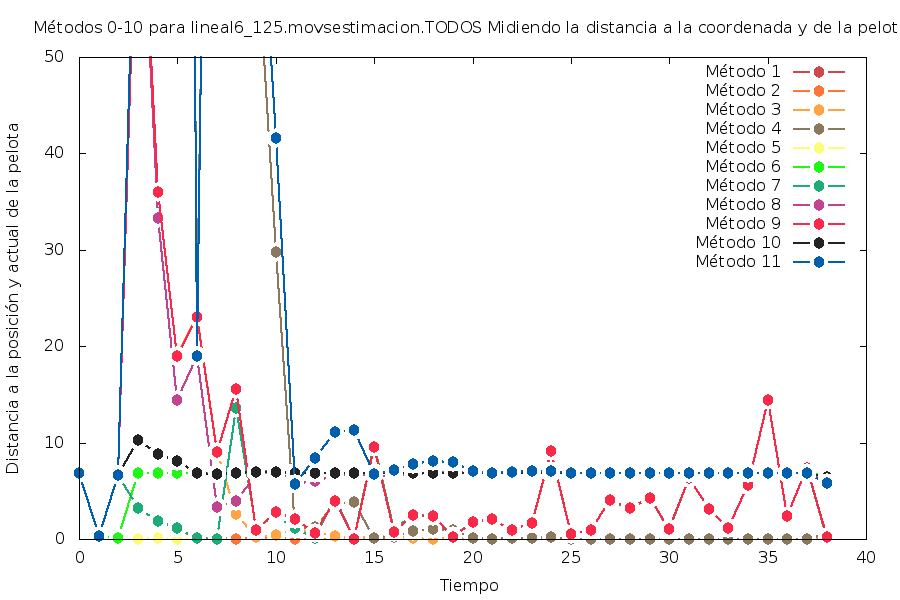 Métodos 0-10 para lineal6_125.movsestimacion.TODOS Midiendo la distancia a la coordenada y de la pelot
Distancia a la posición y actual de la pelota
50
40
30
20
10
0
Método 1
Método 2
Método 3
Método 4
Método 5
Método 6
Método 7
Método 8
Método 9
Método 10
Método 11
0 5 10 15 20 25 30 35 40
Tiempo